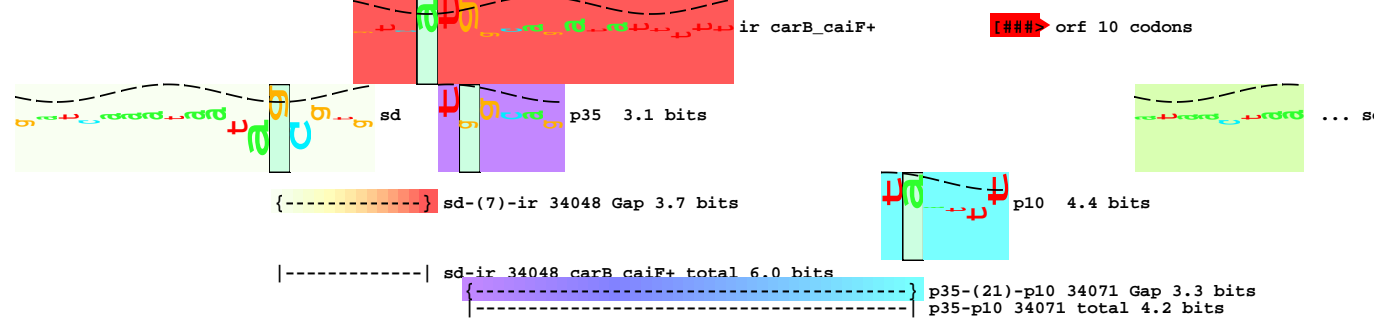 ir carB_caiF+
[###> orf 10 codons
sd
p35 3.1 bits
... s
{-----------} sd-(7)-ir 34048 Gap 3.7 bits
p10 4.4 bits
|-----------| sd-ir 34048 carB caiF+ total 6.0 bits
{----------------------------------} p35-(21)-p10 34071 Gap 3.3 bits
|----------------------------------| p35-p10 34071 total 4.2 bits